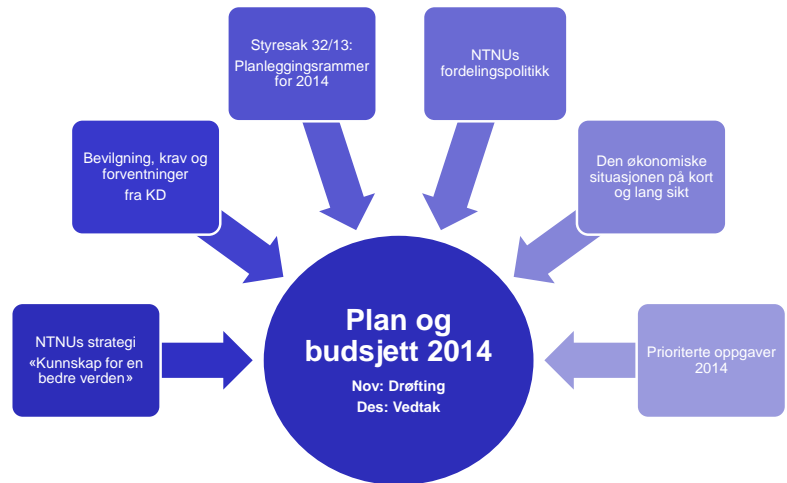 Styresak 32/13:
Planleggingsrammer
for 2014
NTNUs
fordelingspolitikk
Bevilgning, krav og
forventninger
fra KD
Den økonomiske
situasjonen på kort
og lang sikt
NTNUs strategi
«Kunnskap for en
bedre verden»
Plan og
budsjett 2014
Nov: Drøfting
Des: Vedtak
Prioriterte oppgaver
2014